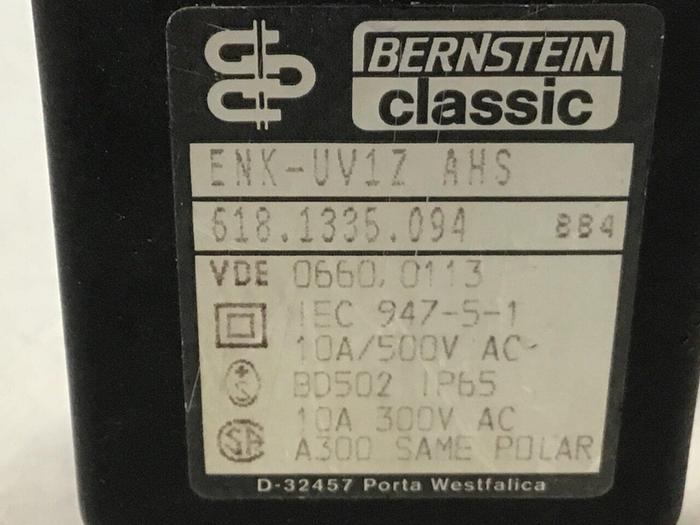 BERNSTEIN
classic
ENK-UV1Z AHS
618.1335.094 884
VDE 0660, 0113
IEC 947-5-1
10A/500V AC~
BD502 IP65
10A 300V AC
A300 SAME POLAR
D-32457 Porta Westfalica